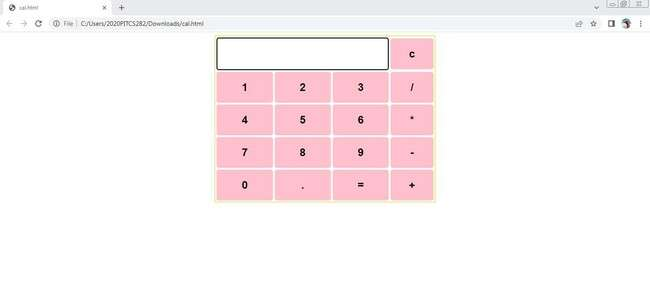 cal.html
File C:/Users/2020PITCS282/Downloads/cal.html
c
1 2 3 /
4 5 6 *
7 8 9 -
0 . = +